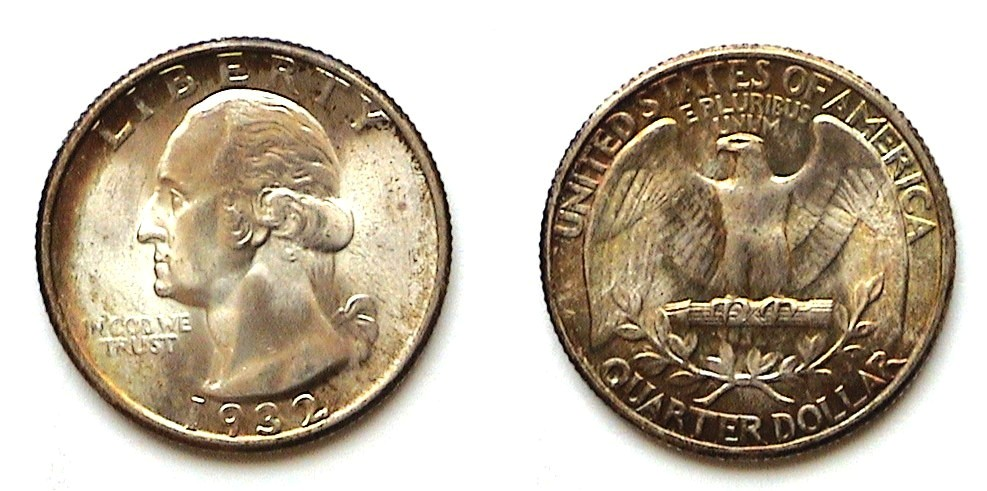 LIBERTY
IN GOD WE
TRUST
1932
UNITED STATES OF AMERICA
E PLURIBUS
UNUM
QUARTER DOLLAR